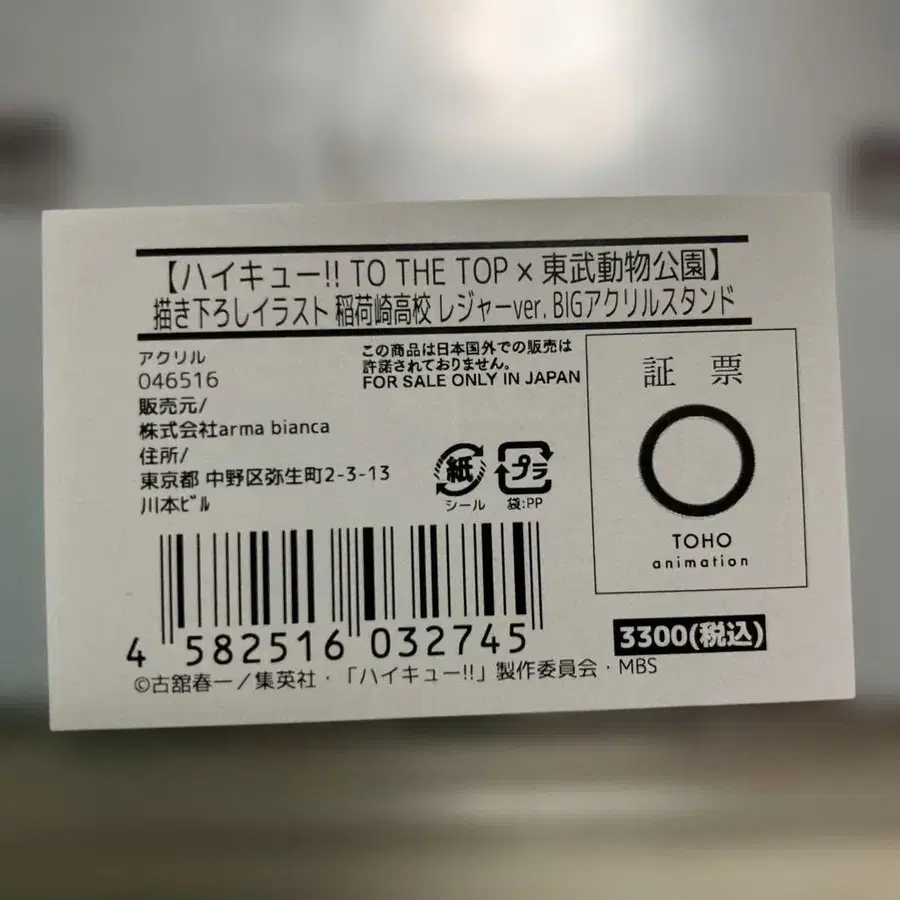 【ハイキュー!! TO THE TOP × 東武動物公園】
描き下ろしイラスト 稲荷崎高校 レジャーver. BIGアクリルスタンド
アクリル
046516
販売元/
株式会社arma bianca
住所/
東京都 中野区弥生町2-3-13
川本ビル
この商品は日本国外での販売は
許諾されておりません。
FOR SALE ONLY IN JAPAN
紙
シール
プラ
袋:PP
証 票
TOHO
animation
3300(税込)
4 582516 032745
©古舘春一/集英社・「ハイキュー!!」製作委員会・MBS